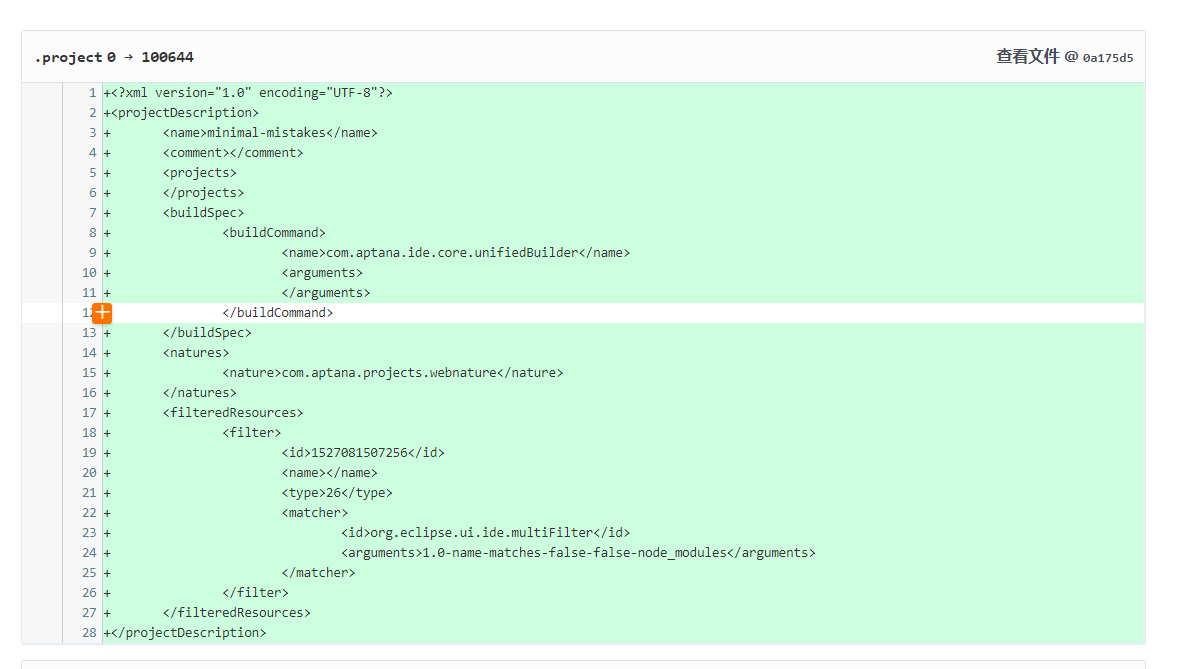 .project 0 → 100644 查看文件 @ 0a175d5
1 +<?xml version="1.0" encoding="UTF-8"?>
2 +<projectDescription>
3 + <name>minimal-mistakes</name>
4 + <comment></comment>
5 + <projects>
6 + </projects>
7 + <buildSpec>
8 + <buildCommand>
9 + <name>com.aptana.ide.core.unifiedBuilder</name>
10 + <arguments>
11 + </arguments>
12 + </buildCommand>
13 + </buildSpec>
14 + <natures>
15 + <nature>com.aptana.projects.webnature</nature>
16 + </natures>
17 + <filteredResources>
18 + <filter>
19 + <id>1527081507256</id>
20 + <name></name>
21 + <type>26</type>
22 + <matcher>
23 + <id>org.eclipse.ui.ide.multiFilter</id>
24 + <arguments>1.0-name-matches-false-false-node_modules</arguments>
25 + </matcher>
26 + </filter>
27 + </filteredResources>
28 +</projectDescription>